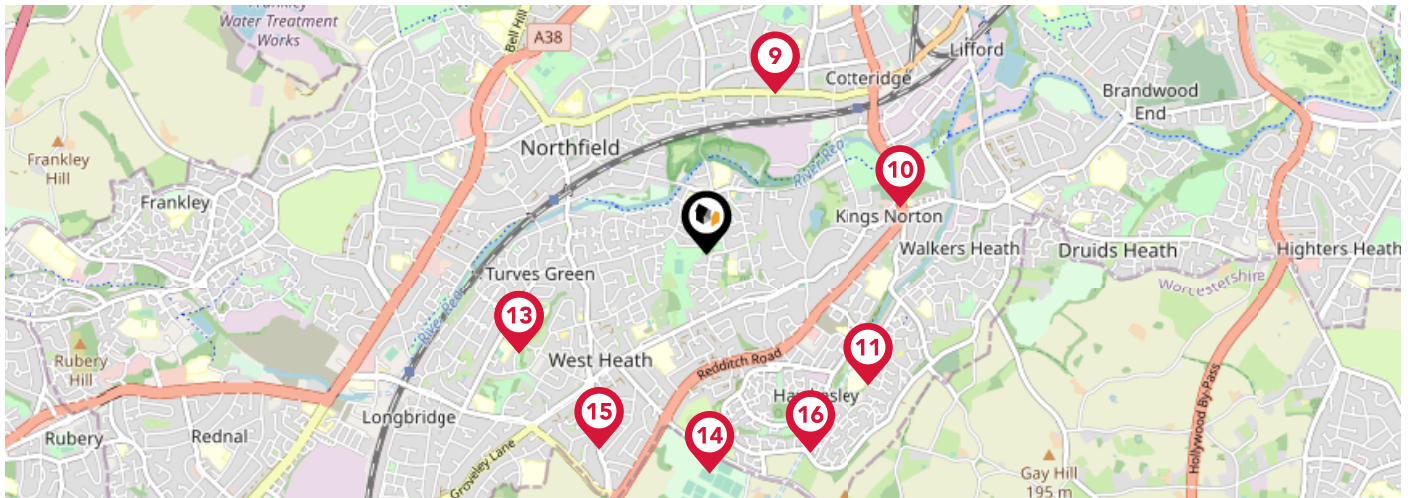 Frankley
Water Treatment
Works
Bell Hill
A38
9
Cotteridge
Lifford
Brandwood
End
Northfield
Frankley
Hill
River Rea
10
Frankley
Kings Norton
Walkers Heath
Druids Heath
Highters Heath
Turves Green
Worcestershire
River Rea
13
11
Rubery
Hill
West Heath
Redditch Road
Hawkesley
Longbridge
15
16
14
Rubery
Rednal
Groveley Lane
Hollywood By-Pass
Gay Hill
195 m